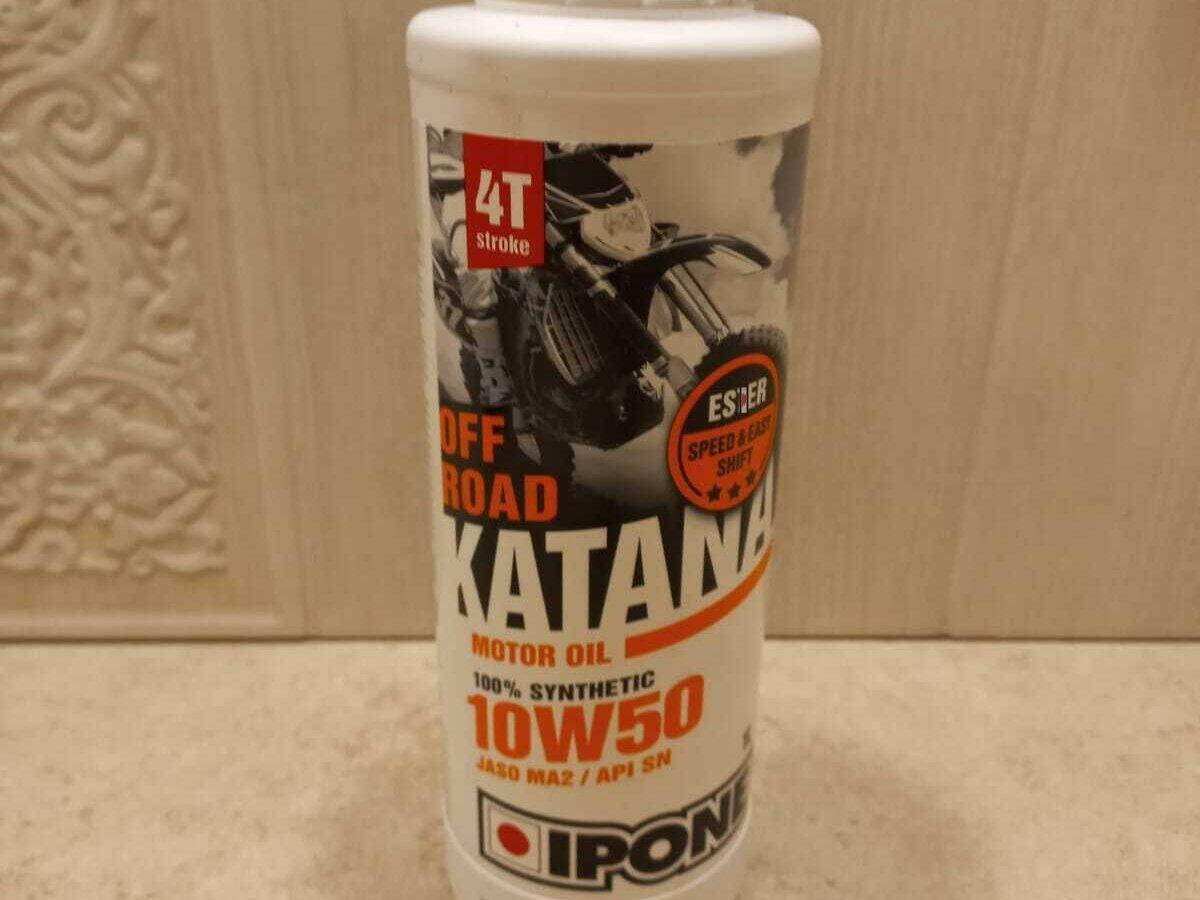 4T
stroke
ESTER
SPEED & EASY
SHIFT
OFF
ROAD
KATANA
MOTOR OIL
100% SYNTHETIC
10W50
JASO MA2 / API SN
IPONE